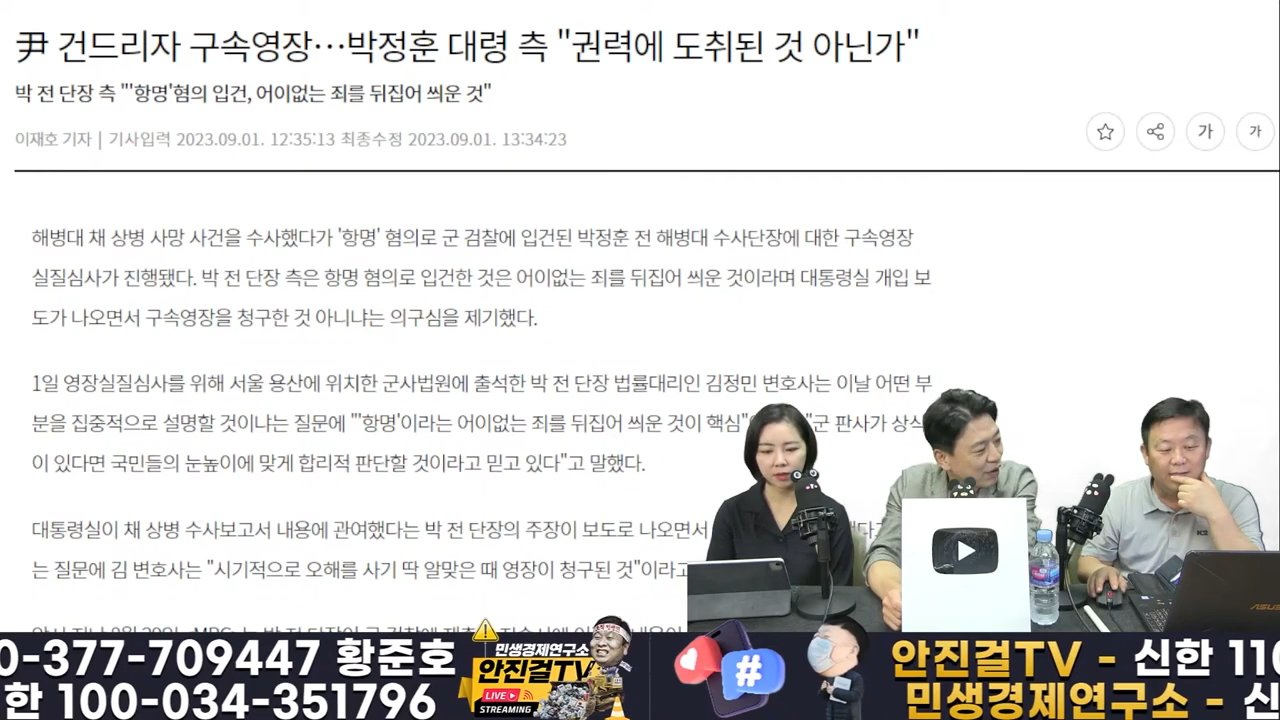 尹 건드리자 구속영장…박정훈 대령 측 "권력에 도취된 것 아닌가"
박 전 단장 측 "'항명'혐의 입건, 어이없는 죄를 뒤집어 씌운 것"
이재호 기자 | 기사입력 2023.09.01. 12:35:13 최종수정 2023.09.01. 13:34:23
가 가
해병대 채 상병 사망 사건을 수사했다가 '항명' 혐의로 군 검찰에 입건된 박정훈 전 해병대 수사단장에 대한 구속영장
실질심사가 진행됐다. 박 전 단장 측은 항명 혐의로 입건한 것은 어이없는 죄를 뒤집어 씌운 것이라며 대통령실 개입 보
도가 나오면서 구속영장을 청구한 것 아니냐는 의구심을 제기했다.
1일 영장실질심사를 위해 서울 용산에 위치한 군사법원에 출석한 박 전 단장 법률대리인 김정민 변호사는 이날 어떤 부
분을 집중적으로 설명할 것이냐는 질문에 "'항명'이라는 어이없는 죄를 뒤집어 씌운 것이 핵심" "군 판사가 상식
이 있다면 국민들의 눈높이에 맞게 합리적 판단할 것이라고 믿고 있다"고 말했다.
대통령실이 채 상병 수사보고서 내용에 관여했다는 박 전 단장의 주장이 보도로 나오면서
는 질문에 김 변호사는 "시기적으로 오해를 사기 딱 알맞은 때 영장이 청구된 것"이라고
ASUS
0-377-709447 황준호
한 100-034-351796
민생경제연구소
안진걸TV
LIVE
STREAMING
#
안진걸TV - 신한 110
민생경제연구소 - 신